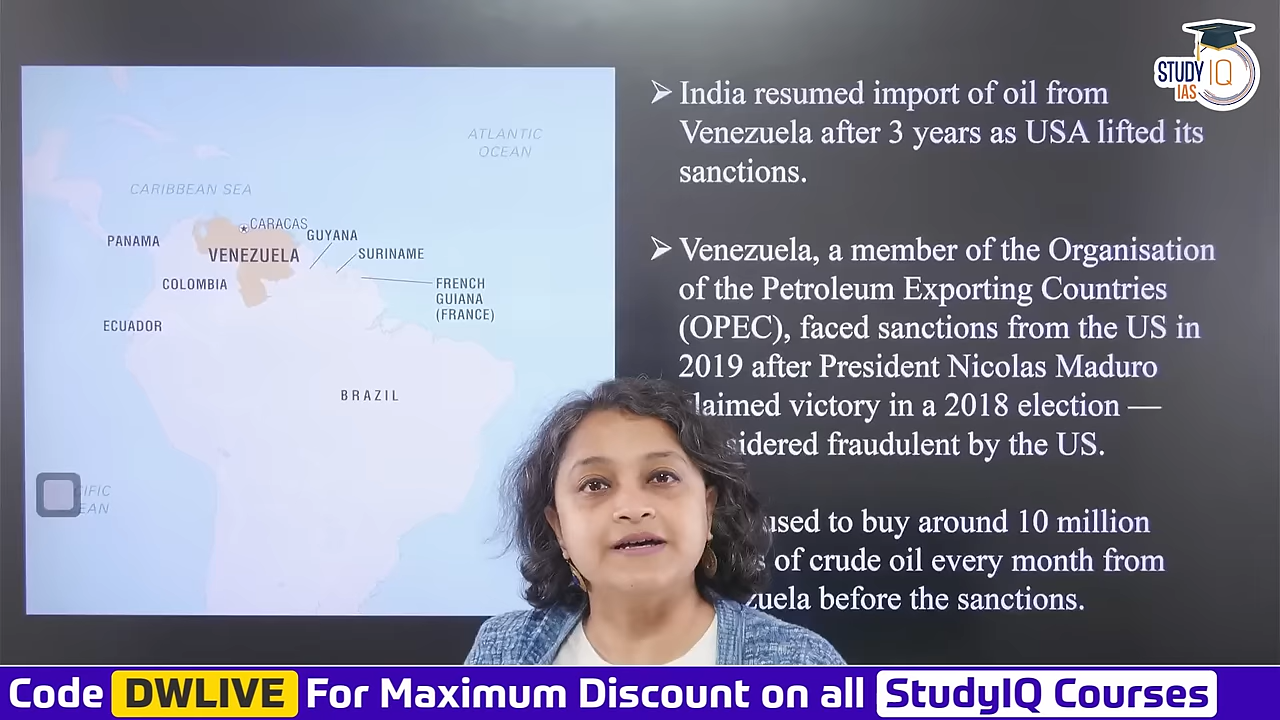 STUDY IQ
IAS
ATLANTIC
OCEAN
CARIBBEAN SEA
CARACAS
GUYANA
PANAMA
VENEZUELA
SURINAME
COLOMBIA
FRENCH
GUIANA
(FRANCE)
ECUADOR
BRAZIL
➢ India resumed import of oil from
Venezuela after 3 years as USA lifted its
sanctions.
➢ Venezuela, a member of the Organisation
of the Petroleum Exporting Countries
(OPEC), faced sanctions from the US in
2019 after President Nicolas Maduro
victory in a 2018 election —
fraudulent by the US.
used to buy around 10 million
of crude oil every month from
before the sanctions.
Code DWLIVE For Maximum Discount on all StudyIQ Courses